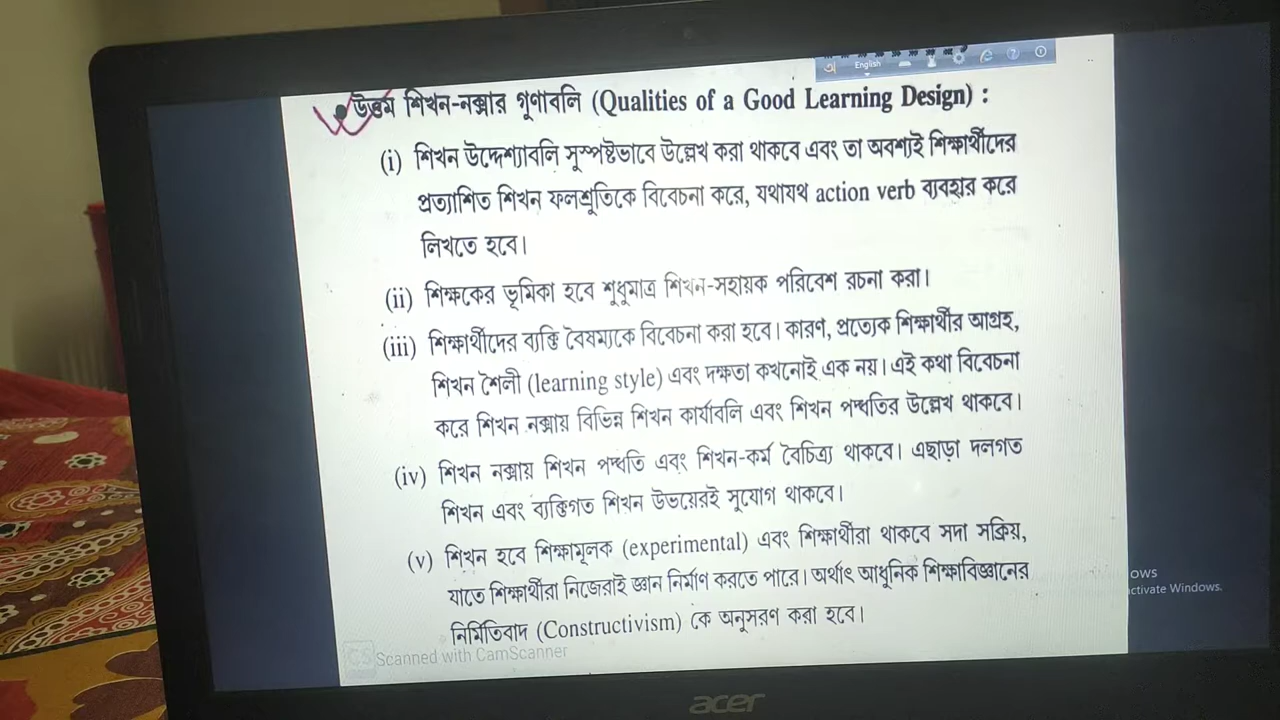 অ English
উত্তম শিখন-নক্সার গুণাবলি (Qualities of a Good Learning Design) :
(i) শিখন উদ্দেশ্যাবলি সুস্পষ্টভাবে উল্লেখ করা থাকবে এবং তা অবশ্যই শিক্ষার্থীদের
প্রত্যাশিত শিখন ফলশ্রুতিকে বিবেচনা করে, যথাযথ action verb ব্যবহার করে
লিখতে হবে।
(ii) শিক্ষকের ভূমিকা হবে শুধুমাত্র শিখন-সহায়ক পরিবেশ রচনা করা।
(iii) শিক্ষার্থীদের ব্যক্তি বৈষম্যকে বিবেচনা করা হবে। কারণ, প্রত্যেক শিক্ষার্থীর আগ্রহ,
শিখন শৈলী (learning style) এবং দক্ষতা কখনোই এক নয়। এই কথা বিবেচনা
করে শিখন নক্সায় বিভিন্ন শিখন কার্যাবলি এবং শিখন পদ্ধতির উল্লেখ থাকবে।
(iv) শিখন নক্সায় শিখন পদ্ধতি এবং শিখন-কর্ম বৈচিত্র্য থাকবে। এছাড়া দলগত
শিখন এবং ব্যক্তিগত শিখন উভয়েরই সুযোগ থাকবে।
(v) শিখন হবে শিক্ষামূলক (experimental) এবং শিক্ষার্থীরা থাকবে সদা সক্রিয়,
যাতে শিক্ষার্থীরা নিজেরাই জ্ঞান নির্মাণ করতে পারে। অর্থাৎ আধুনিক শিক্ষাবিজ্ঞানের
নির্মিতিবাদ (Constructivism) কে অনুসরণ করা হবে।
ows
ctivate Windows.
CS Scanned with CamScanner
acer